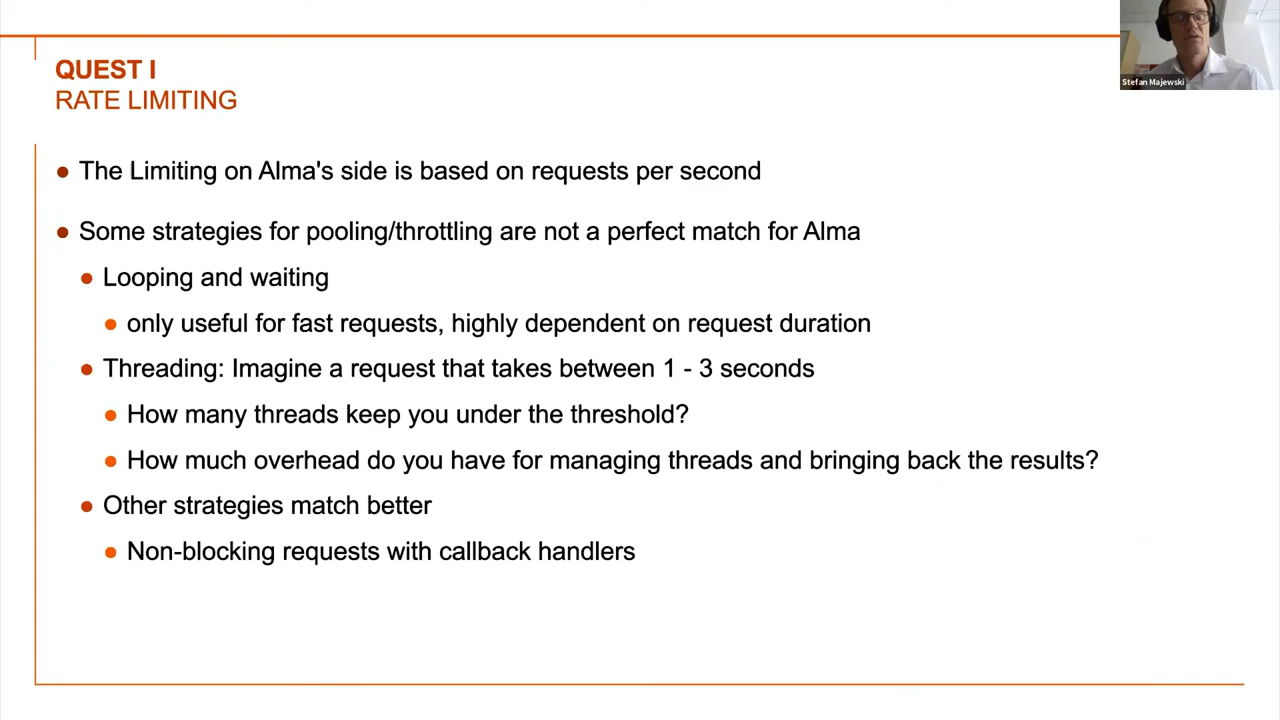 QUEST I
RATE LIMITING
Stefan Majewski
● The Limiting on Alma's side is based on requests per second
● Some strategies for pooling/throttling are not a perfect match for Alma
● Looping and waiting
● only useful for fast requests, highly dependent on request duration
● Threading: Imagine a request that takes between 1 - 3 seconds
● How many threads keep you under the threshold?
● How much overhead do you have for managing threads and bringing back the results?
● Other strategies match better
● Non-blocking requests with callback handlers